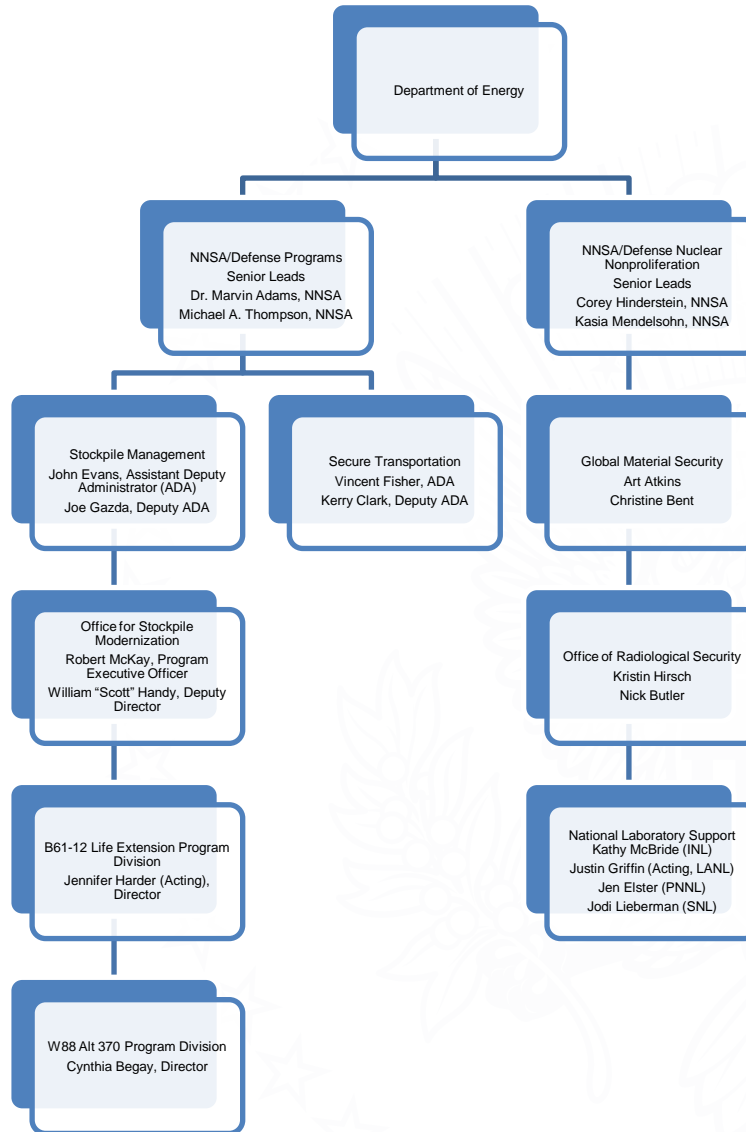 Department of Energy
NNSA/Defense Programs
Senior Leads
Dr. Marvin Adams, NNSA
Michael A. Thompson, NNSA
NNSA/Defense Nuclear
Nonproliferation
Senior Leads
Corey Hinderstein, NNSA
Kasia Mendelsohn, NNSA
Stockpile Management
John Evans, Assistant Deputy
Administrator (ADA)
Joe Gazda, Deputy ADA
Secure Transportation
Vincent Fisher, ADA
Kerry Clark, Deputy ADA
Global Material Security
Art Atkins
Christine Bent
Office for Stockpile
Modernization
Robert McKay, Program
Executive Officer
William “Scott” Handy, Deputy
Director
Office of Radiological Security
Kristin Hirsch
Nick Butler
B61-12 Life Extension Program
Division
Jennifer Harder (Acting),
Director
National Laboratory Support
Kathy McBride (INL)
Justin Griffin (Acting, LANL)
Jen Elster (PNNL)
Jodi Lieberman (SNL)
W88 Alt 370 Program Division
Cynthia Begay, Director